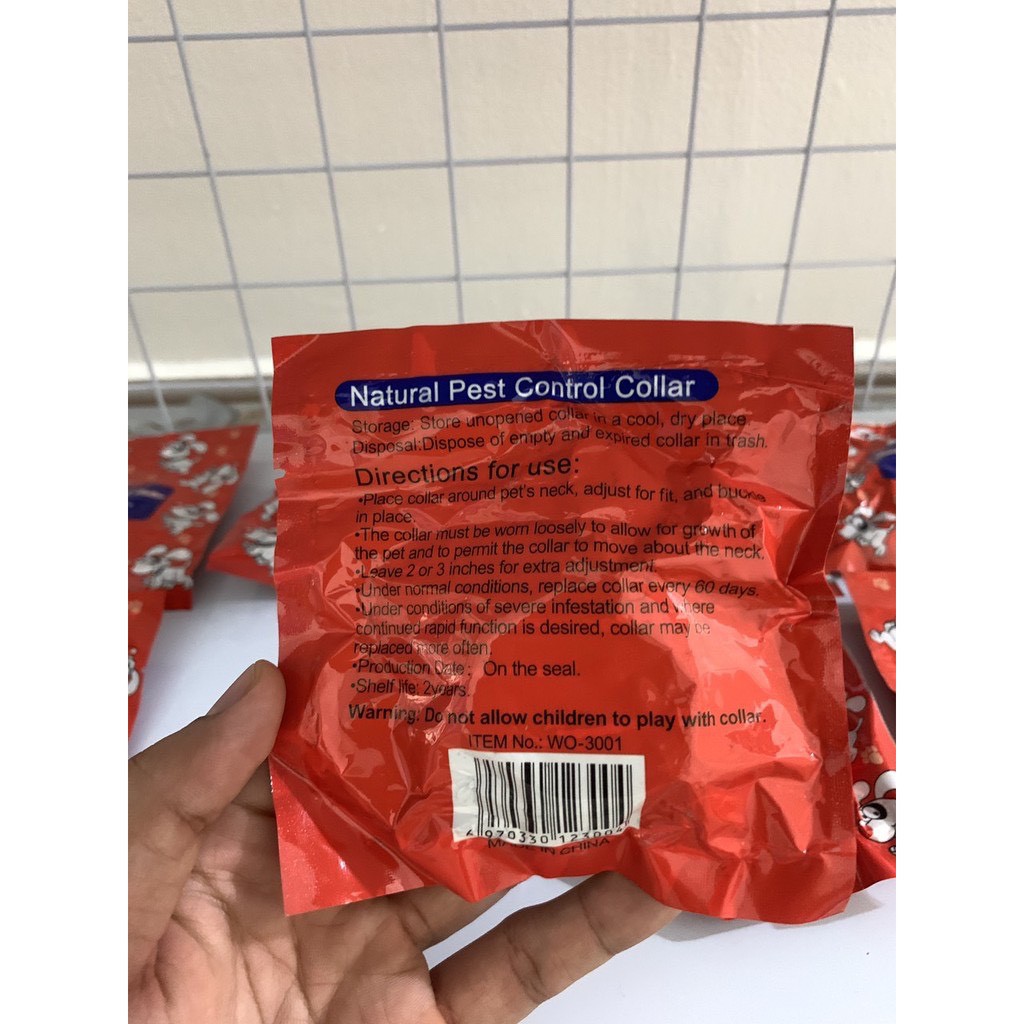 Natural Pest Control Collar
Storage: Store unopened collar in a cool, dry place
Disposal:Dispose of empty and expired collar in trash.
Directions for use:
•Place collar around pet's neck, adjust for fit, and buckle
in place.
•The collar must be worn loosely to allow for growth of
the pet and to permit the collar to move about the neck.
•Leave 2 or 3 inches for extra adjustment.
•Under normal conditions, replace collar every 60 days.
•Under conditions of severe infestation and where
continued rapid function is desired, collar may be
replaced more often.
•Production Date: On the seal.
•Shelf life: 2years.
Warning: Do not allow children to play with collar.
ITEM No.: WO-3001
MADE IN CHINA